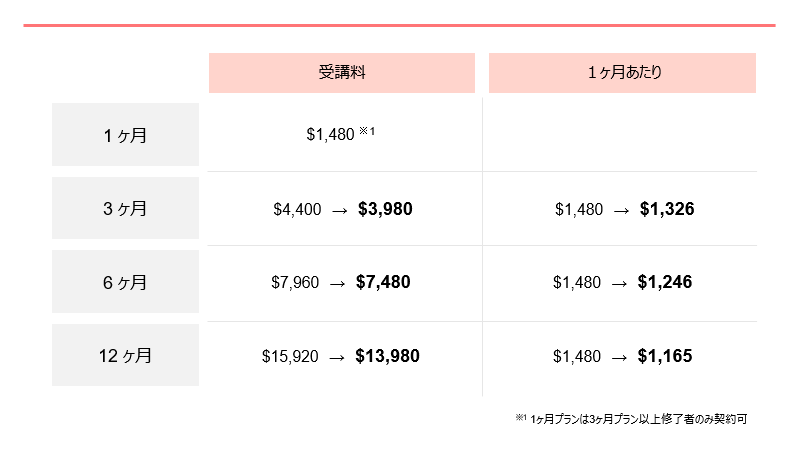 受講料 1ヶ月あたり
1ヶ月 $1,480 ※1
3ヶ月 $4,400 → $3,980 $1,480 → $1,326
6ヶ月 $7,960 → $7,480 $1,480 → $1,246
12ヶ月 $15,920 → $13,980 $1,480 → $1,165
※1 1ヶ月プランは3ヶ月プラン以上修了者のみ契約可